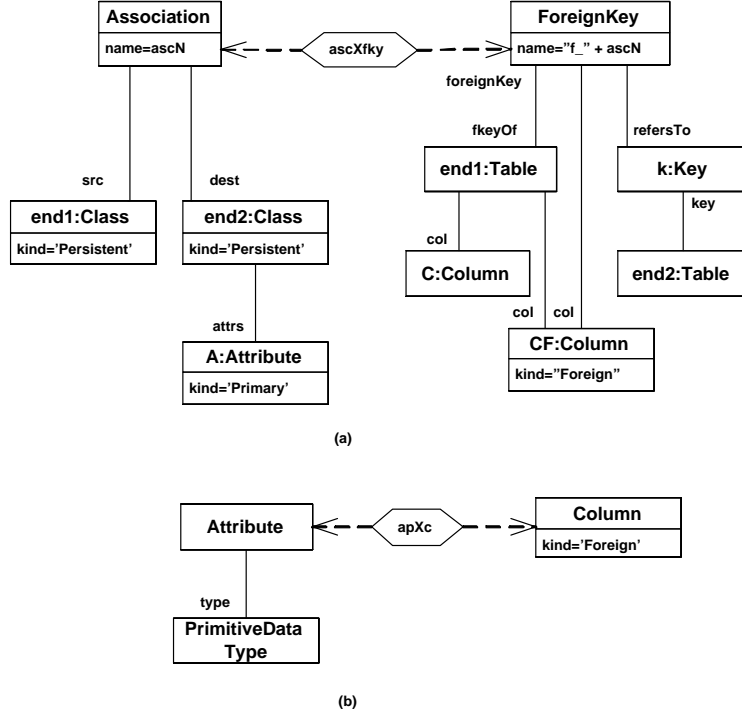 Association
name=ascN
ascXfky
ForeignKey
name=”f_” + ascN
foreignKey
fkeyOf
refersTo
src
dest
end1:Class
kind=’Persistent’
end2:Class
kind=’Persistent’
end1:Table
k:Key
col
key
C:Column
end2:Table
attrs
col
col
A:Attribute
kind=’Primary’
CF:Column
kind=”Foreign”
(a)
Attribute
apXc
Column
kind=’Foreign’
type
PrimitiveData
Type
(b)